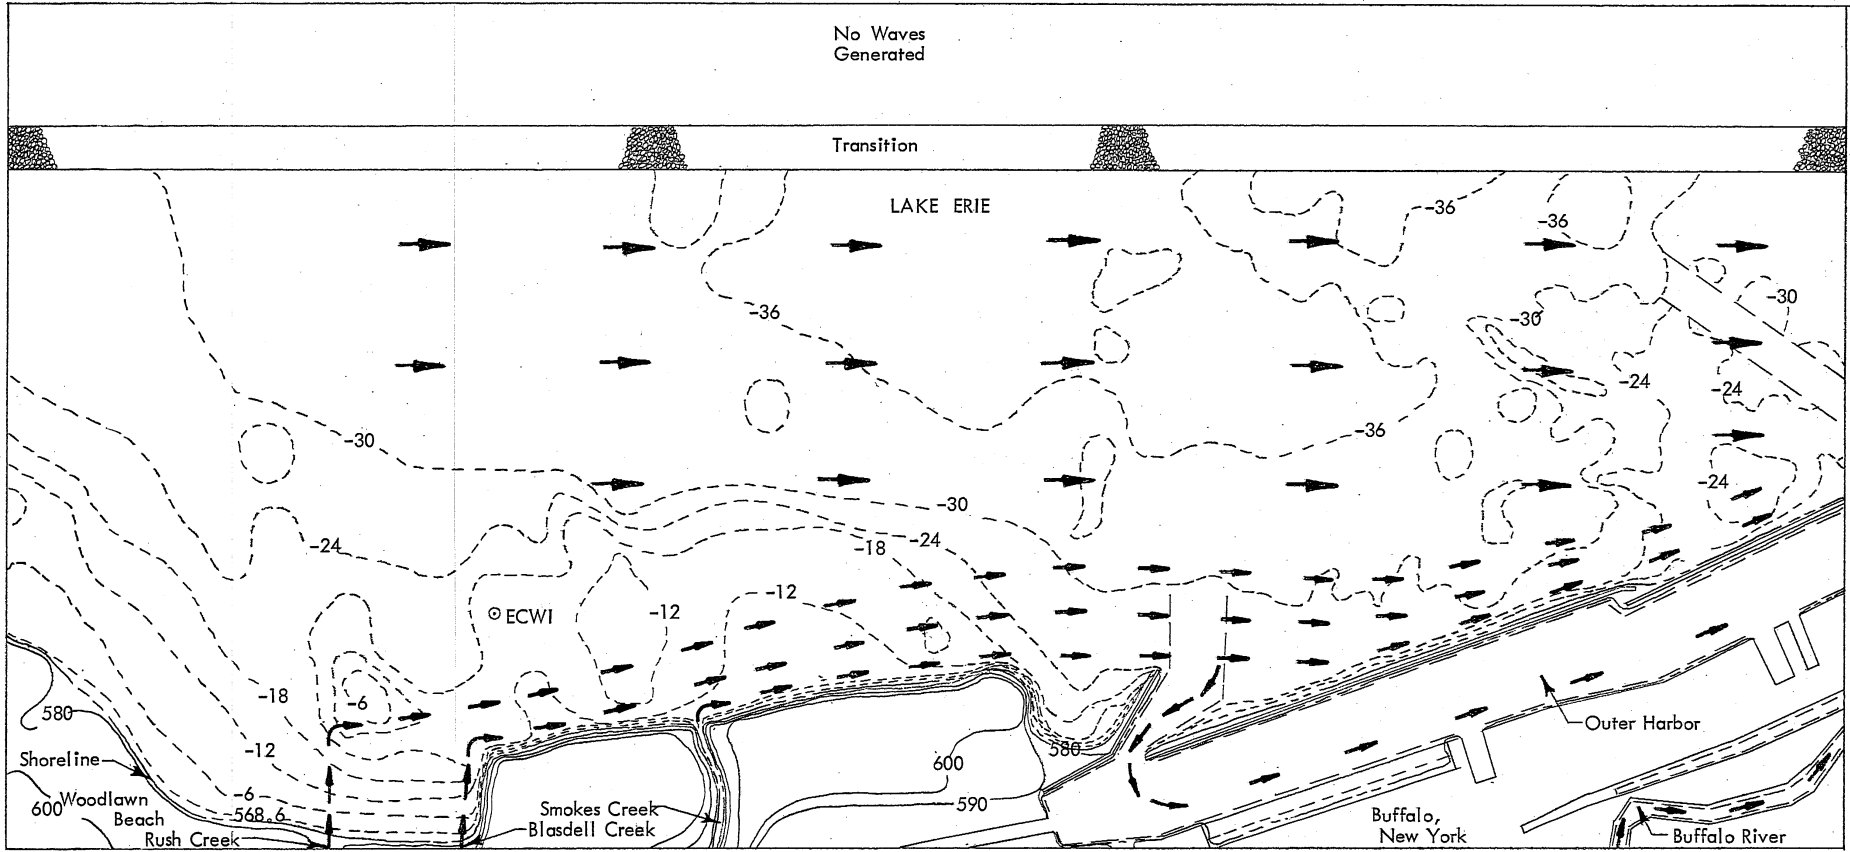 No Waves
Generated
Transition
LAKE ERIE
-36
-36
-30
-36
-30
-24
-24
-30
-36
-24
-30
-24
-18
-24
ECWI
-12
-12
-18
-6
580
Outer Harbor
Shoreline
-12
580
600
-6
600
Woodlawn
Beach
568.6
Smokes Creek
590
Buffalo,
New York
Rush Creek
Blasdell Creek
Buffalo River